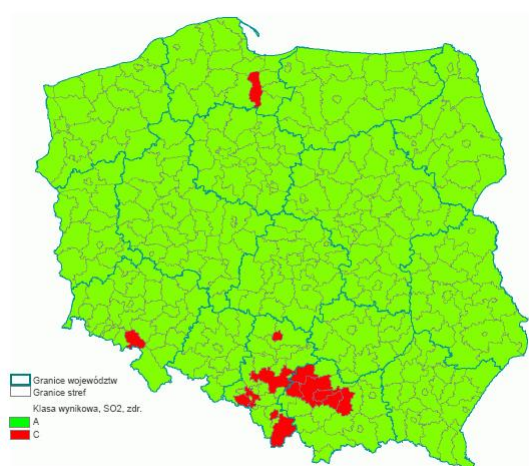 Granice województw
Granice stref
Klasa wynikowa, SO2, zdr.
A
C